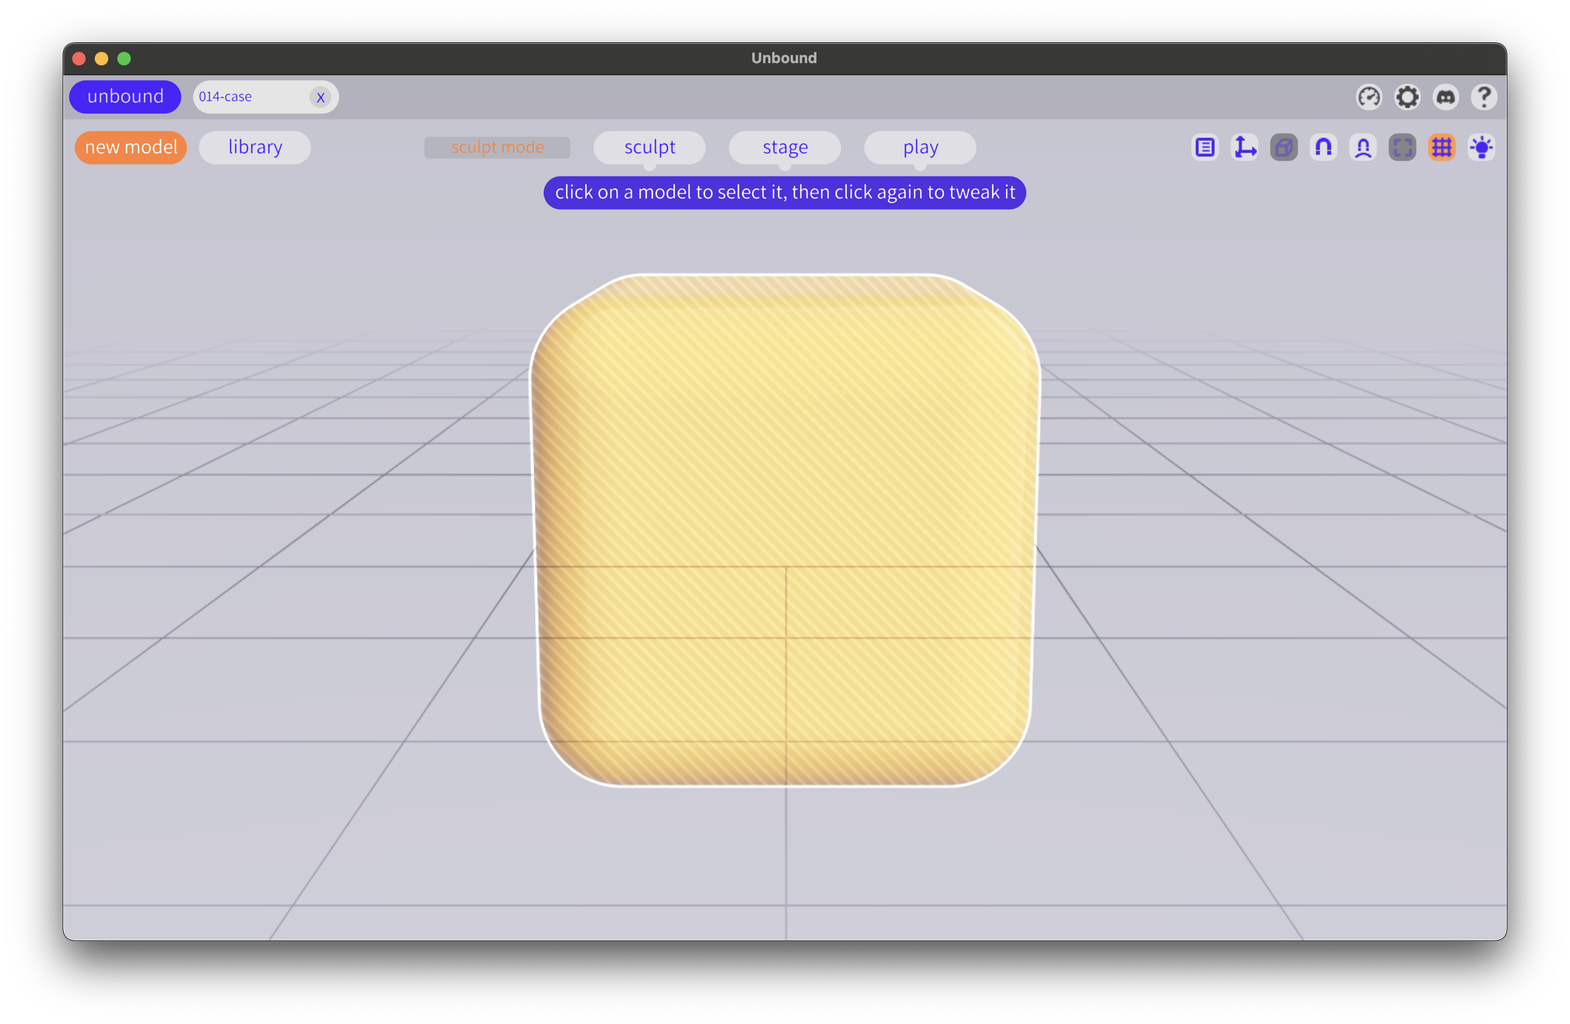 Unbound
unbound
014-case
X
new model
library
sculpt mode
sculpt
stage
play
click on a model to select it, then click again to tweak it